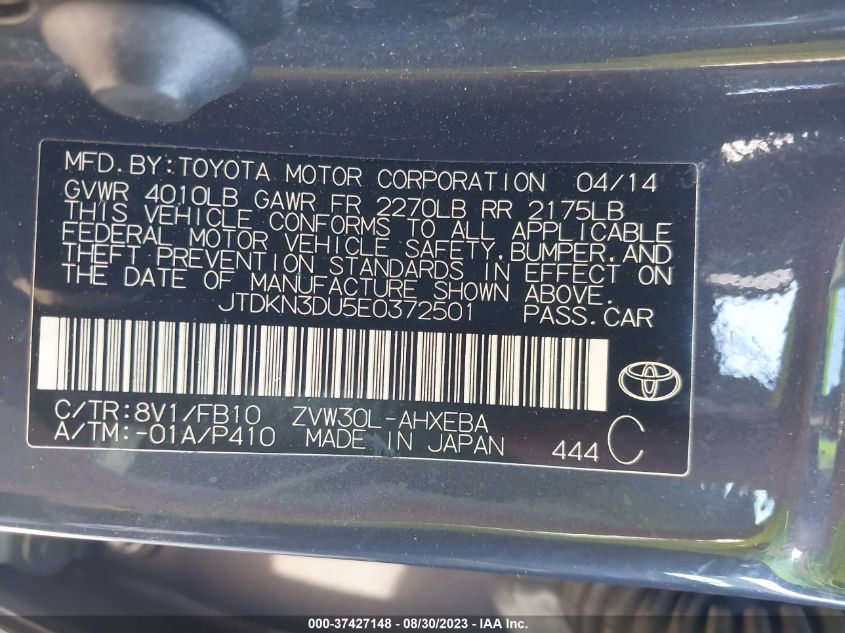 MFD. BY: TOYOTA MOTOR CORPORATION 04/14
GVWR 4010LB GAWR FR 2270LB RR 2175LB
THIS VEHICLE CONFORMS TO ALL APPLICABLE
FEDERAL MOTOR VEHICLE SAFETY, BUMPER, AND
THEFT PREVENTION STANDARDS IN EFFECT ON
THE DATE OF MANUFACTURE SHOWN ABOVE.
JTDKN3DU5E0372501 PASS. CAR
C/TR: 8V1/FB10 ZVW30L-AHXEBA
A/TM: -01A/P410 MADE IN JAPAN 444 C
000-37427148 - 08/30/2023 - © IAA Inc.